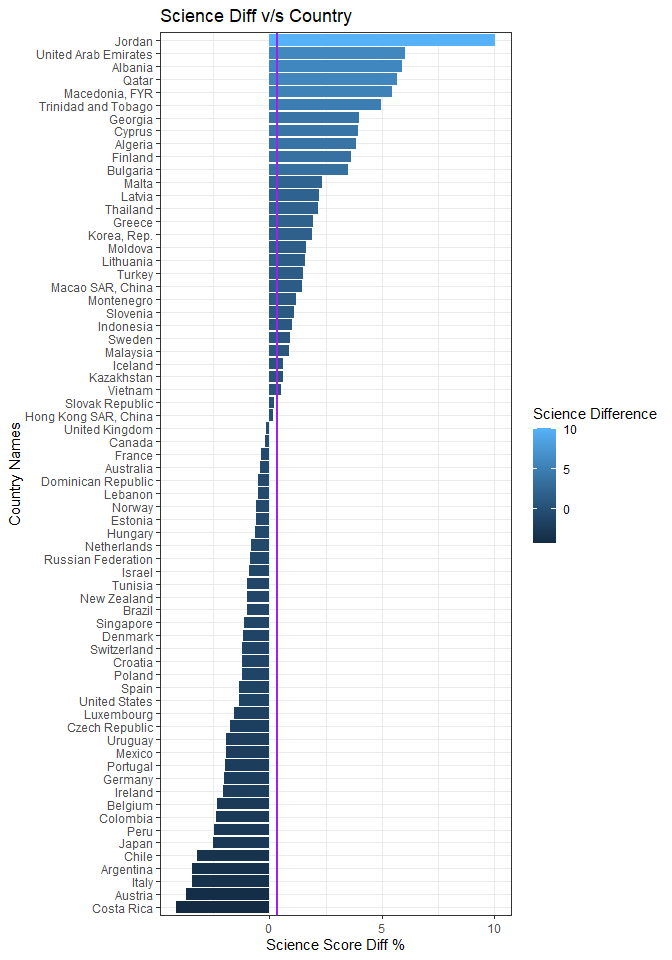 Science Diff v/s Country
Jordan
United Arab Emirates
Albania
Qatar
Macedonia, FYR
Trinidad and Tobago
Georgia
Cyprus
Algeria
Finland
Bulgaria
Malta
Latvia
Thailand
Greece
Korea, Rep.
Moldova
Lithuania
Turkey
Macao SAR, China
Montenegro
Slovenia
Indonesia
Sweden
Malaysia
Iceland
Kazakhstan
Vietnam
Slovak Republic
Hong Kong SAR, China
United Kingdom
Canada
France
Australia
Dominican Republic
Lebanon
Norway
Estonia
Hungary
Netherlands
Russian Federation
Israel
Tunisia
New Zealand
Brazil
Singapore
Denmark
Switzerland
Croatia
Poland
Spain
United States
Luxembourg
Czech Republic
Uruguay
Mexico
Portugal
Germany
Ireland
Belgium
Colombia
Peru
Japan
Chile
Argentina
Italy
Austria
Costa Rica
Country Names
0 5 10
Science Score Diff %
Science Difference
10
5
0